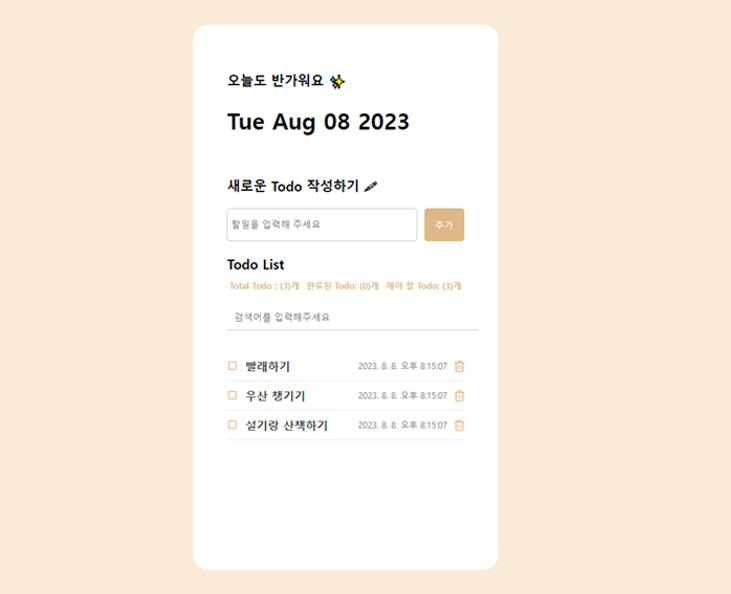 오늘도 반가워요 ✨
Tue Aug 08 2023
새로운 Todo 작성하기 🖊
할일을 입력해 주세요
추가
Todo List
Total Todo : (3)개 완료된 Todo: (0)개 해야 할 Todo: (3)개
검색어를 입력해주세요
빨래하기 2023. 8. 8. 오후 8:15:07
우산 챙기기 2023. 8. 8. 오후 8:15:07
설기랑 산책하기 2023. 8. 8. 오후 8:15:07